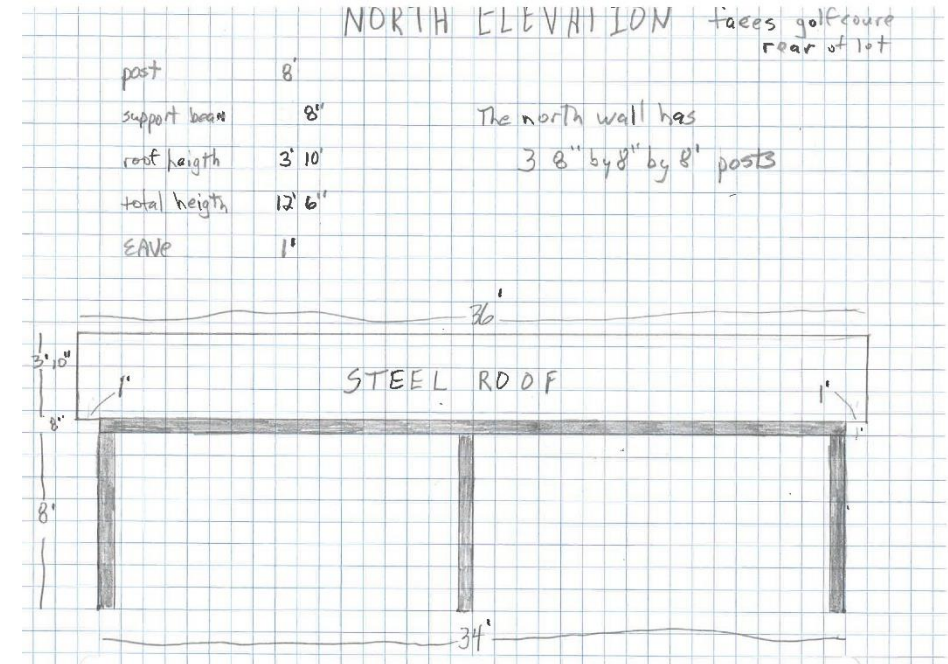 NORTH ELEVATION faces golfcoure
rear of lot
post 8'
support beam 8"
The north wall has
roof haigth 3' 10'
3 8" by 8" by 8' posts
total heigth 12' 6"
EAVE 1'
36'
3' 10"
STEEL ROOF
1'
1'
8"
1'
8'
34'